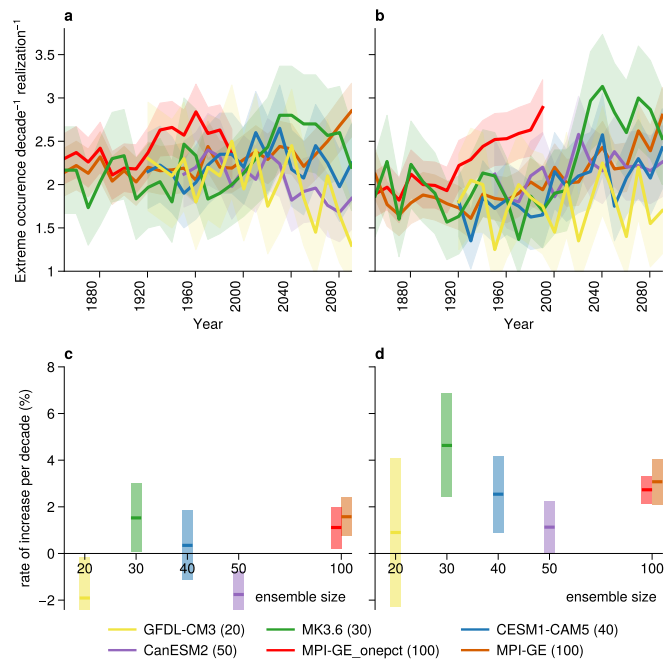 a b
Extreme occurence decade⁻¹ realization⁻¹
3.5
3
2.5
2
1.5
1
1880 1920 1960 2000 2040 2080
Year
1880 1920 1960 2000 2040 2080
Year
c d
rate of increase per decade (%)
8
6
4
2
0
−2
20 30 40 50 100
ensemble size
20 30 40 50 100
ensemble size
GFDL-CM3 (20) MK3.6 (30) CESM1-CAM5 (40)
CanESM2 (50) MPI-GE_onepct (100) MPI-GE (100)